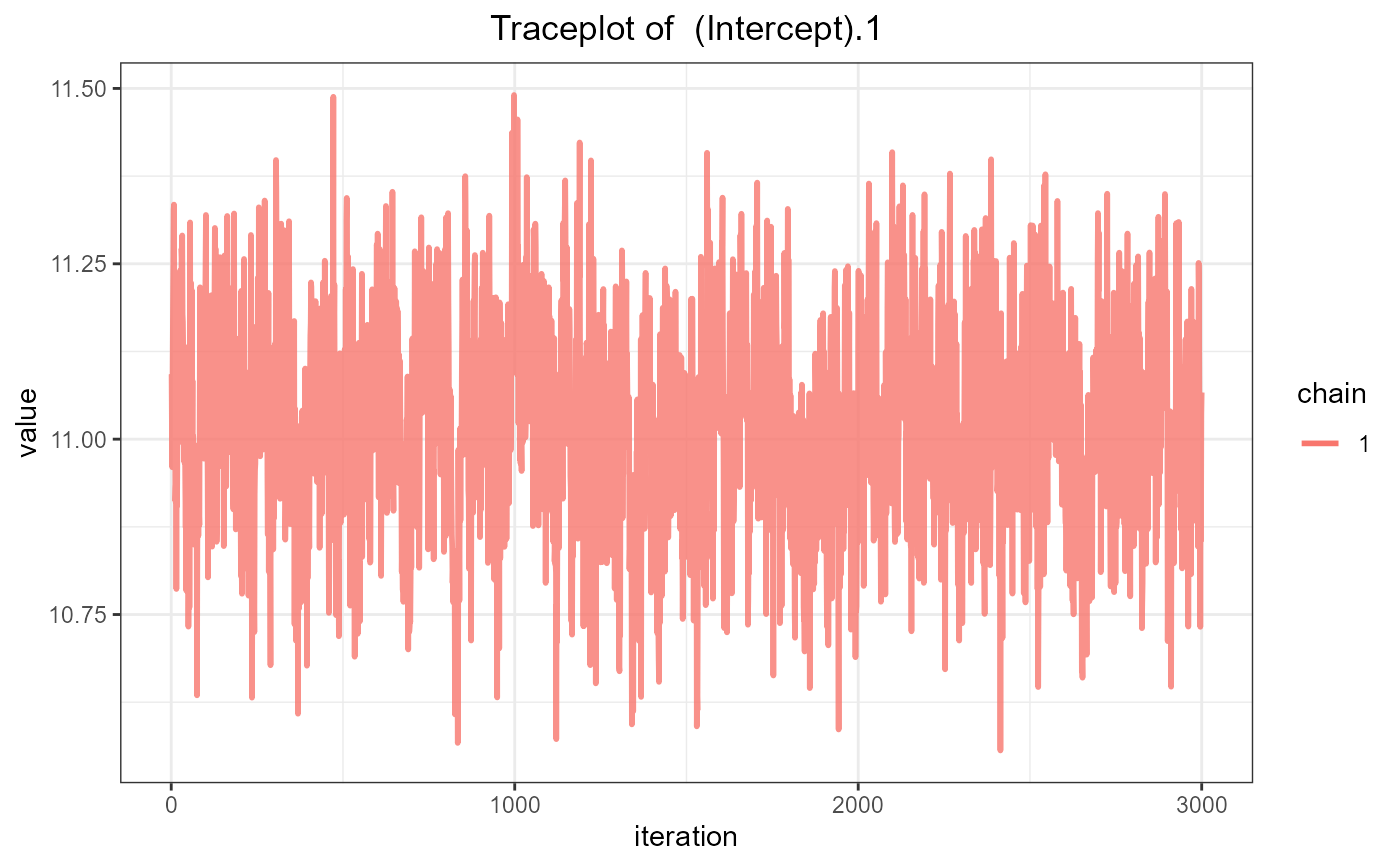 Traceplot of  (Intercept).1
11.50
11.25
11.00
10.75
value
0 1000 2000 3000
iteration
chain
1